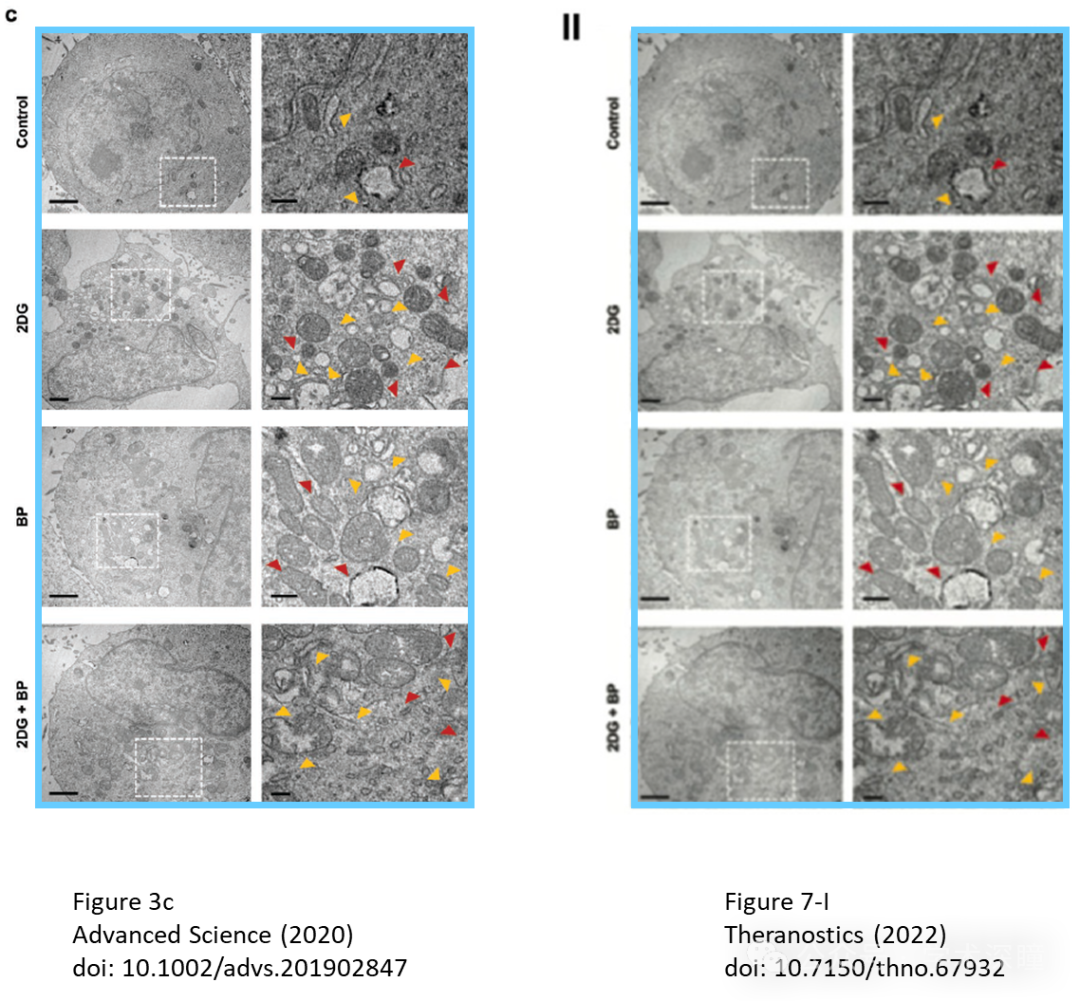 c
Control
2DG
BP
2DG + BP
II
Control
2DG
BP
2DG + BP
Figure 3c
Advanced Science (2020)
doi: 10.1002/advs.201902847
Figure 7-I
Theranostics (2022)
doi: 10.7150/thno.67932